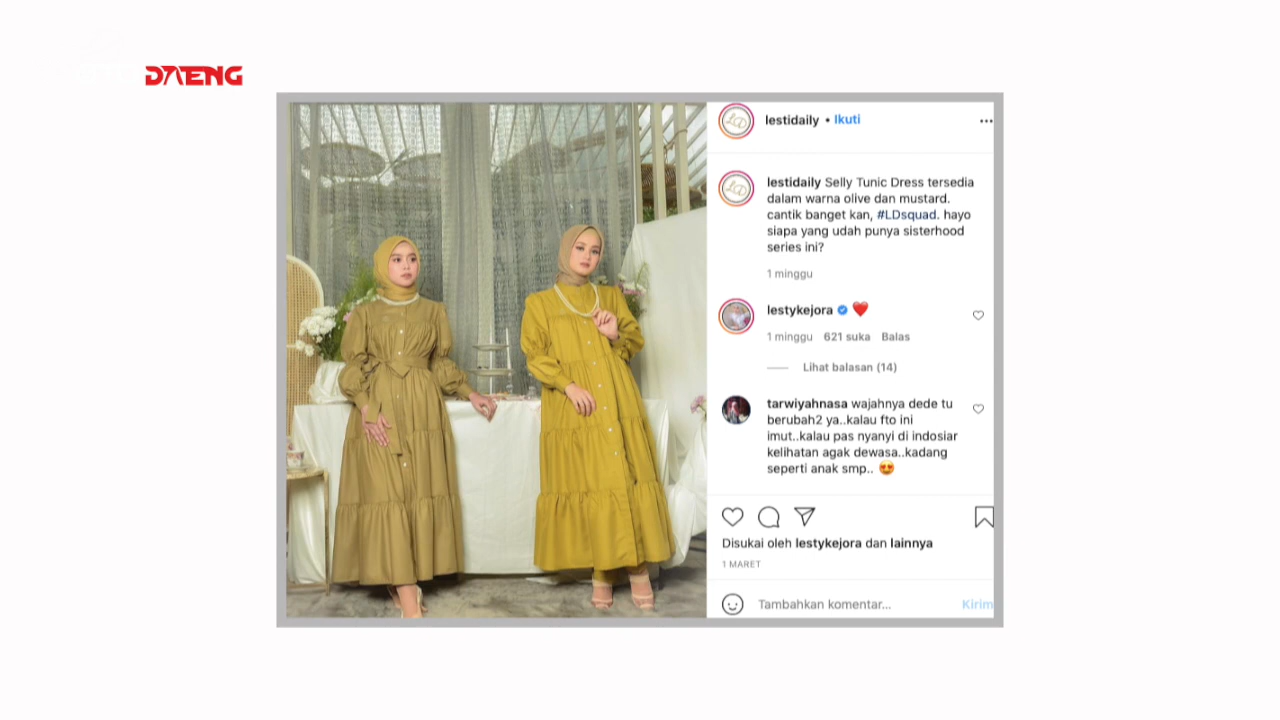 DAENG
lestidaily • Ikuti
lestidaily Selly Tunic Dress tersedia
dalam warna olive dan mustard.
cantik banget kan, #LDsquad. hayo
siapa yang udah punya sisterhood
series ini?
1 minggu
lestykejora ❤️
1 minggu 621 suka Balas
Lihat balasan (14)
tarwiyahnasa wajahnya dede tu
berubah2 ya..kalau fto ini
imut..kalau pas nyanyi di indosiar
kelihatan agak dewasa..kadang
seperti anak smp.. 😍
Disukai oleh lestykejora dan lainnya
1 MARET
Tambahkan komentar...
Kirim